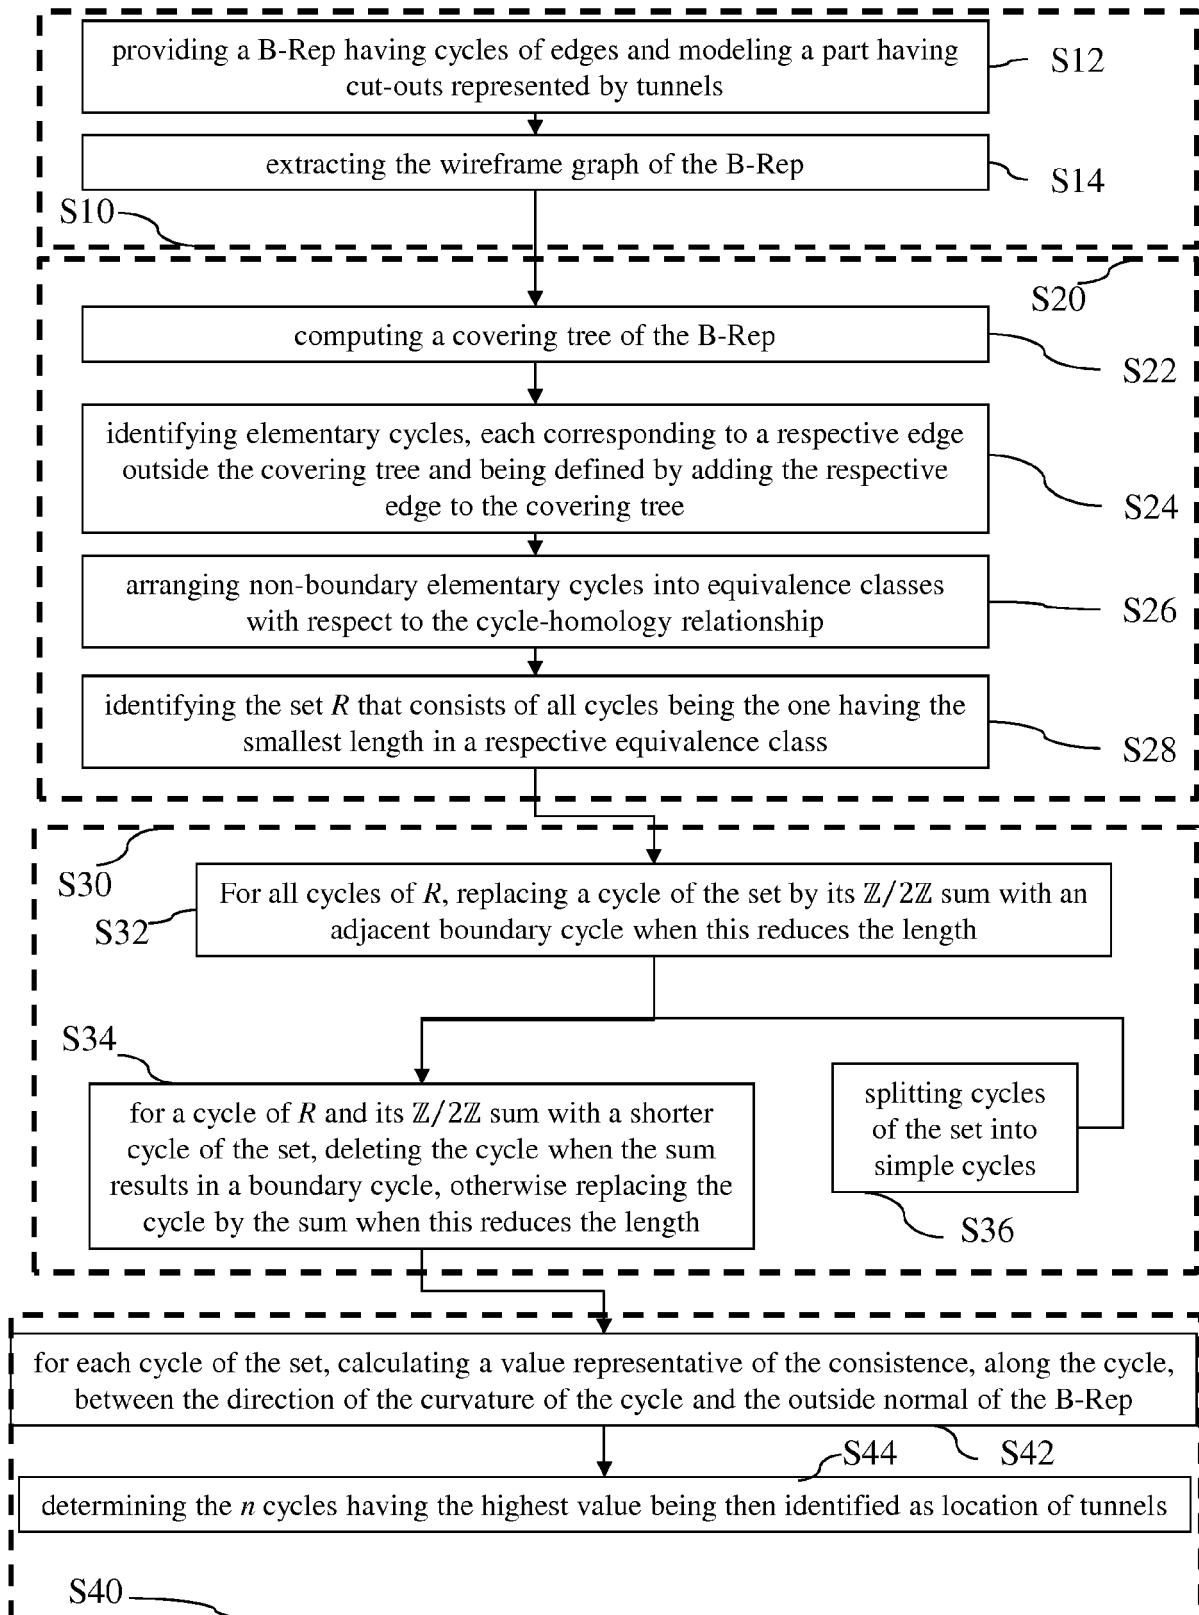 providing a B-Rep having cycles of edges and modeling a part having
cut-outs represented by tunnels
S12
extracting the wireframe graph of the B-Rep
S14
S10
S20
computing a covering tree of the B-Rep
S22
identifying elementary cycles, each corresponding to a respective edge
outside the covering tree and being defined by adding the respective
edge to the covering tree
S24
arranging non-boundary elementary cycles into equivalence classes
with respect to the cycle-homology relationship
S26
identifying the set R that consists of all cycles being the one having the
smallest length in a respective equivalence class
S28
S30
For all cycles of R, replacing a cycle of the set by its ℤ/2ℤ sum with an
adjacent boundary cycle when this reduces the length
S32
S34
for a cycle of R and its ℤ/2ℤ sum with a shorter
cycle of the set, deleting the cycle when the sum
results in a boundary cycle, otherwise replacing the
cycle by the sum when this reduces the length
splitting cycles
of the set into
simple cycles
S36
for each cycle of the set, calculating a value representative of the consistence, along the cycle,
between the direction of the curvature of the cycle and the outside normal of the B-Rep
S42
S44
determining the n cycles having the highest value being then identified as location of tunnels
S40